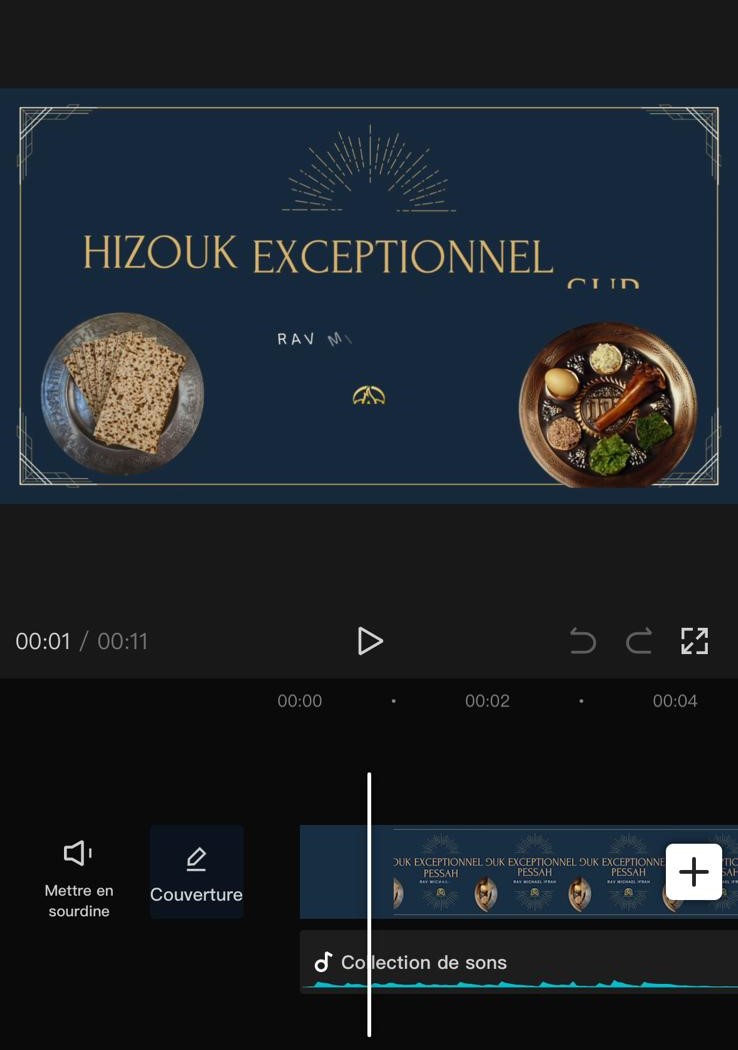 HIZOUK EXCEPTIONNEL SUR
RAV MI
00:01 / 00:11
00:00
00:02
00:04
Mettre en
sourdine
Couverture
OUK EXCEPTIONNEL OUK EXCEPTIONNEL OUK EXCEPTIONNEL
PESSAH PESSAH PESSAH
RAV MICHAEL RAV MICHAEL IFRAH RAV MICHAEL IFRAH
Collection de sons